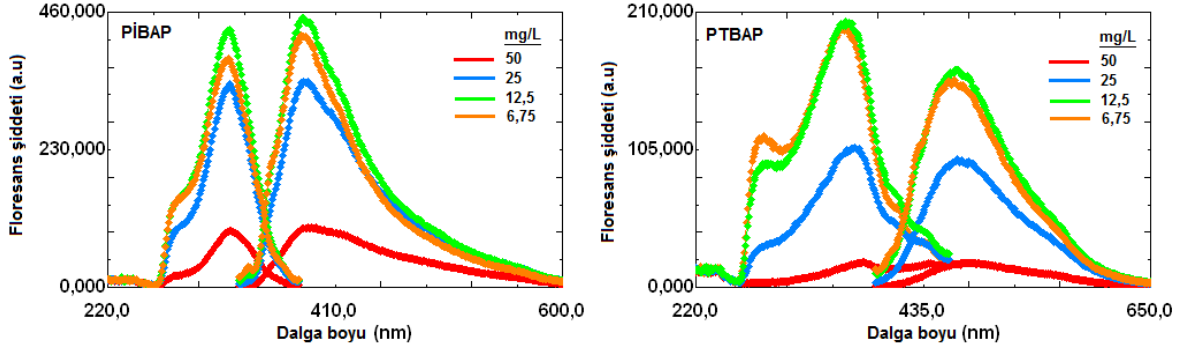 460,000
PİBAP
mg/L
50
25
12,5
6,75
230,000
0,000
220,0
410,0
600,0
Floresans şiddeti (a.u)
Dalga boyu (nm)
210,000
PTBAP
mg/L
50
25
12,5
6,75
105,000
0,000
220,0
435,0
650,0
Floresans şiddeti (a.u)
Dalga boyu (nm)